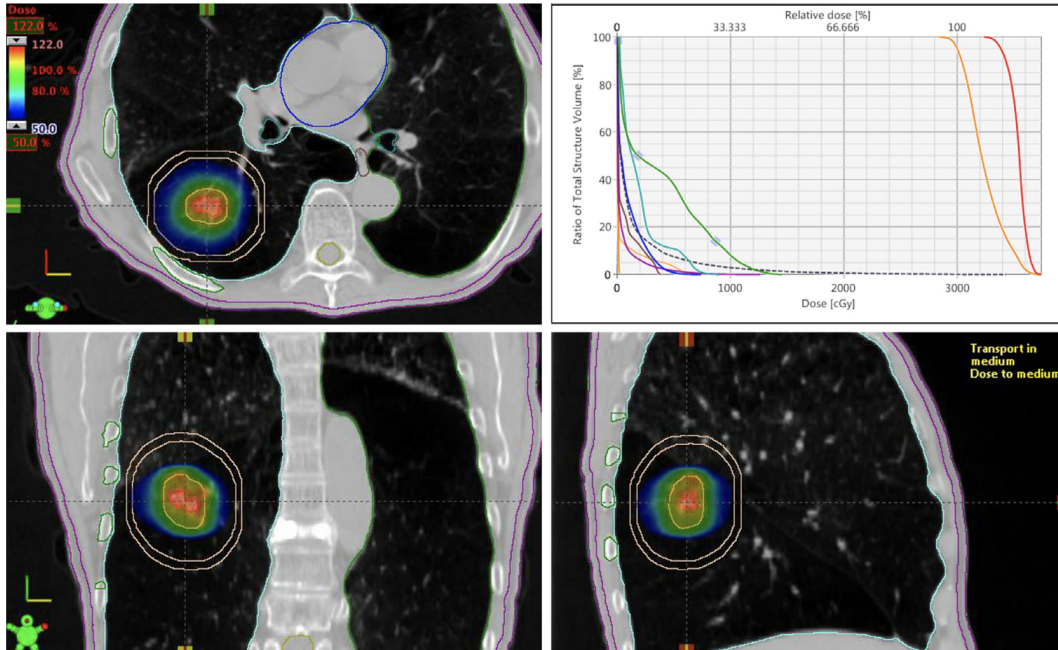 Dose
122.0 %
122.0
100.0 %
80.0 %
50.0
50.0 %
Relative dose [%]
0 33.333 66.666 100
Ratio of Total Structure Volume [%]
100
80
60
40
20
0
0 1000 2000 3000
Dose [cGy]
Transport in
medium
Dose to medium